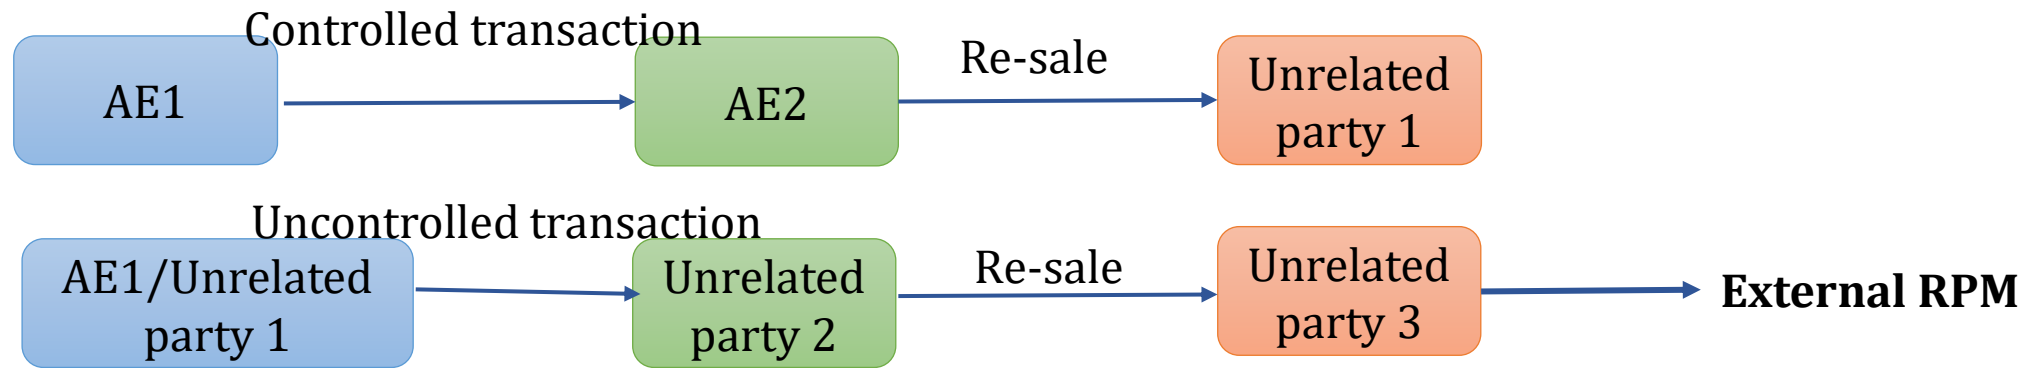 Controlled transaction
AE1
AE2
Re-sale
Unrelated
party 1
Uncontrolled transaction
AE1/Unrelated
party 1
Unrelated
party 2
Re-sale
Unrelated
party 3
External RPM